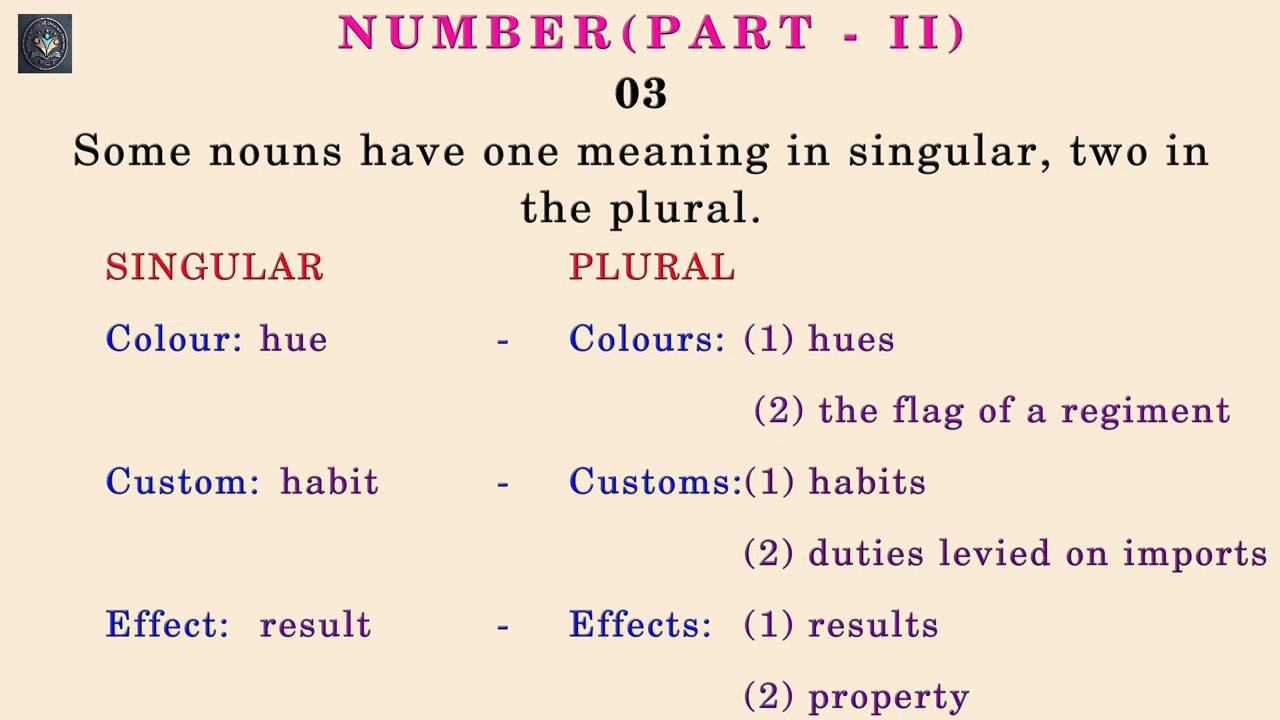 NUMBER(PART - II)
03
Some nouns have one meaning in singular, two in
the plural.
SINGULAR PLURAL
Colour: hue - Colours: (1) hues
(2) the flag of a regiment
Custom: habit - Customs:(1) habits
(2) duties levied on imports
Effect: result - Effects: (1) results
(2) property